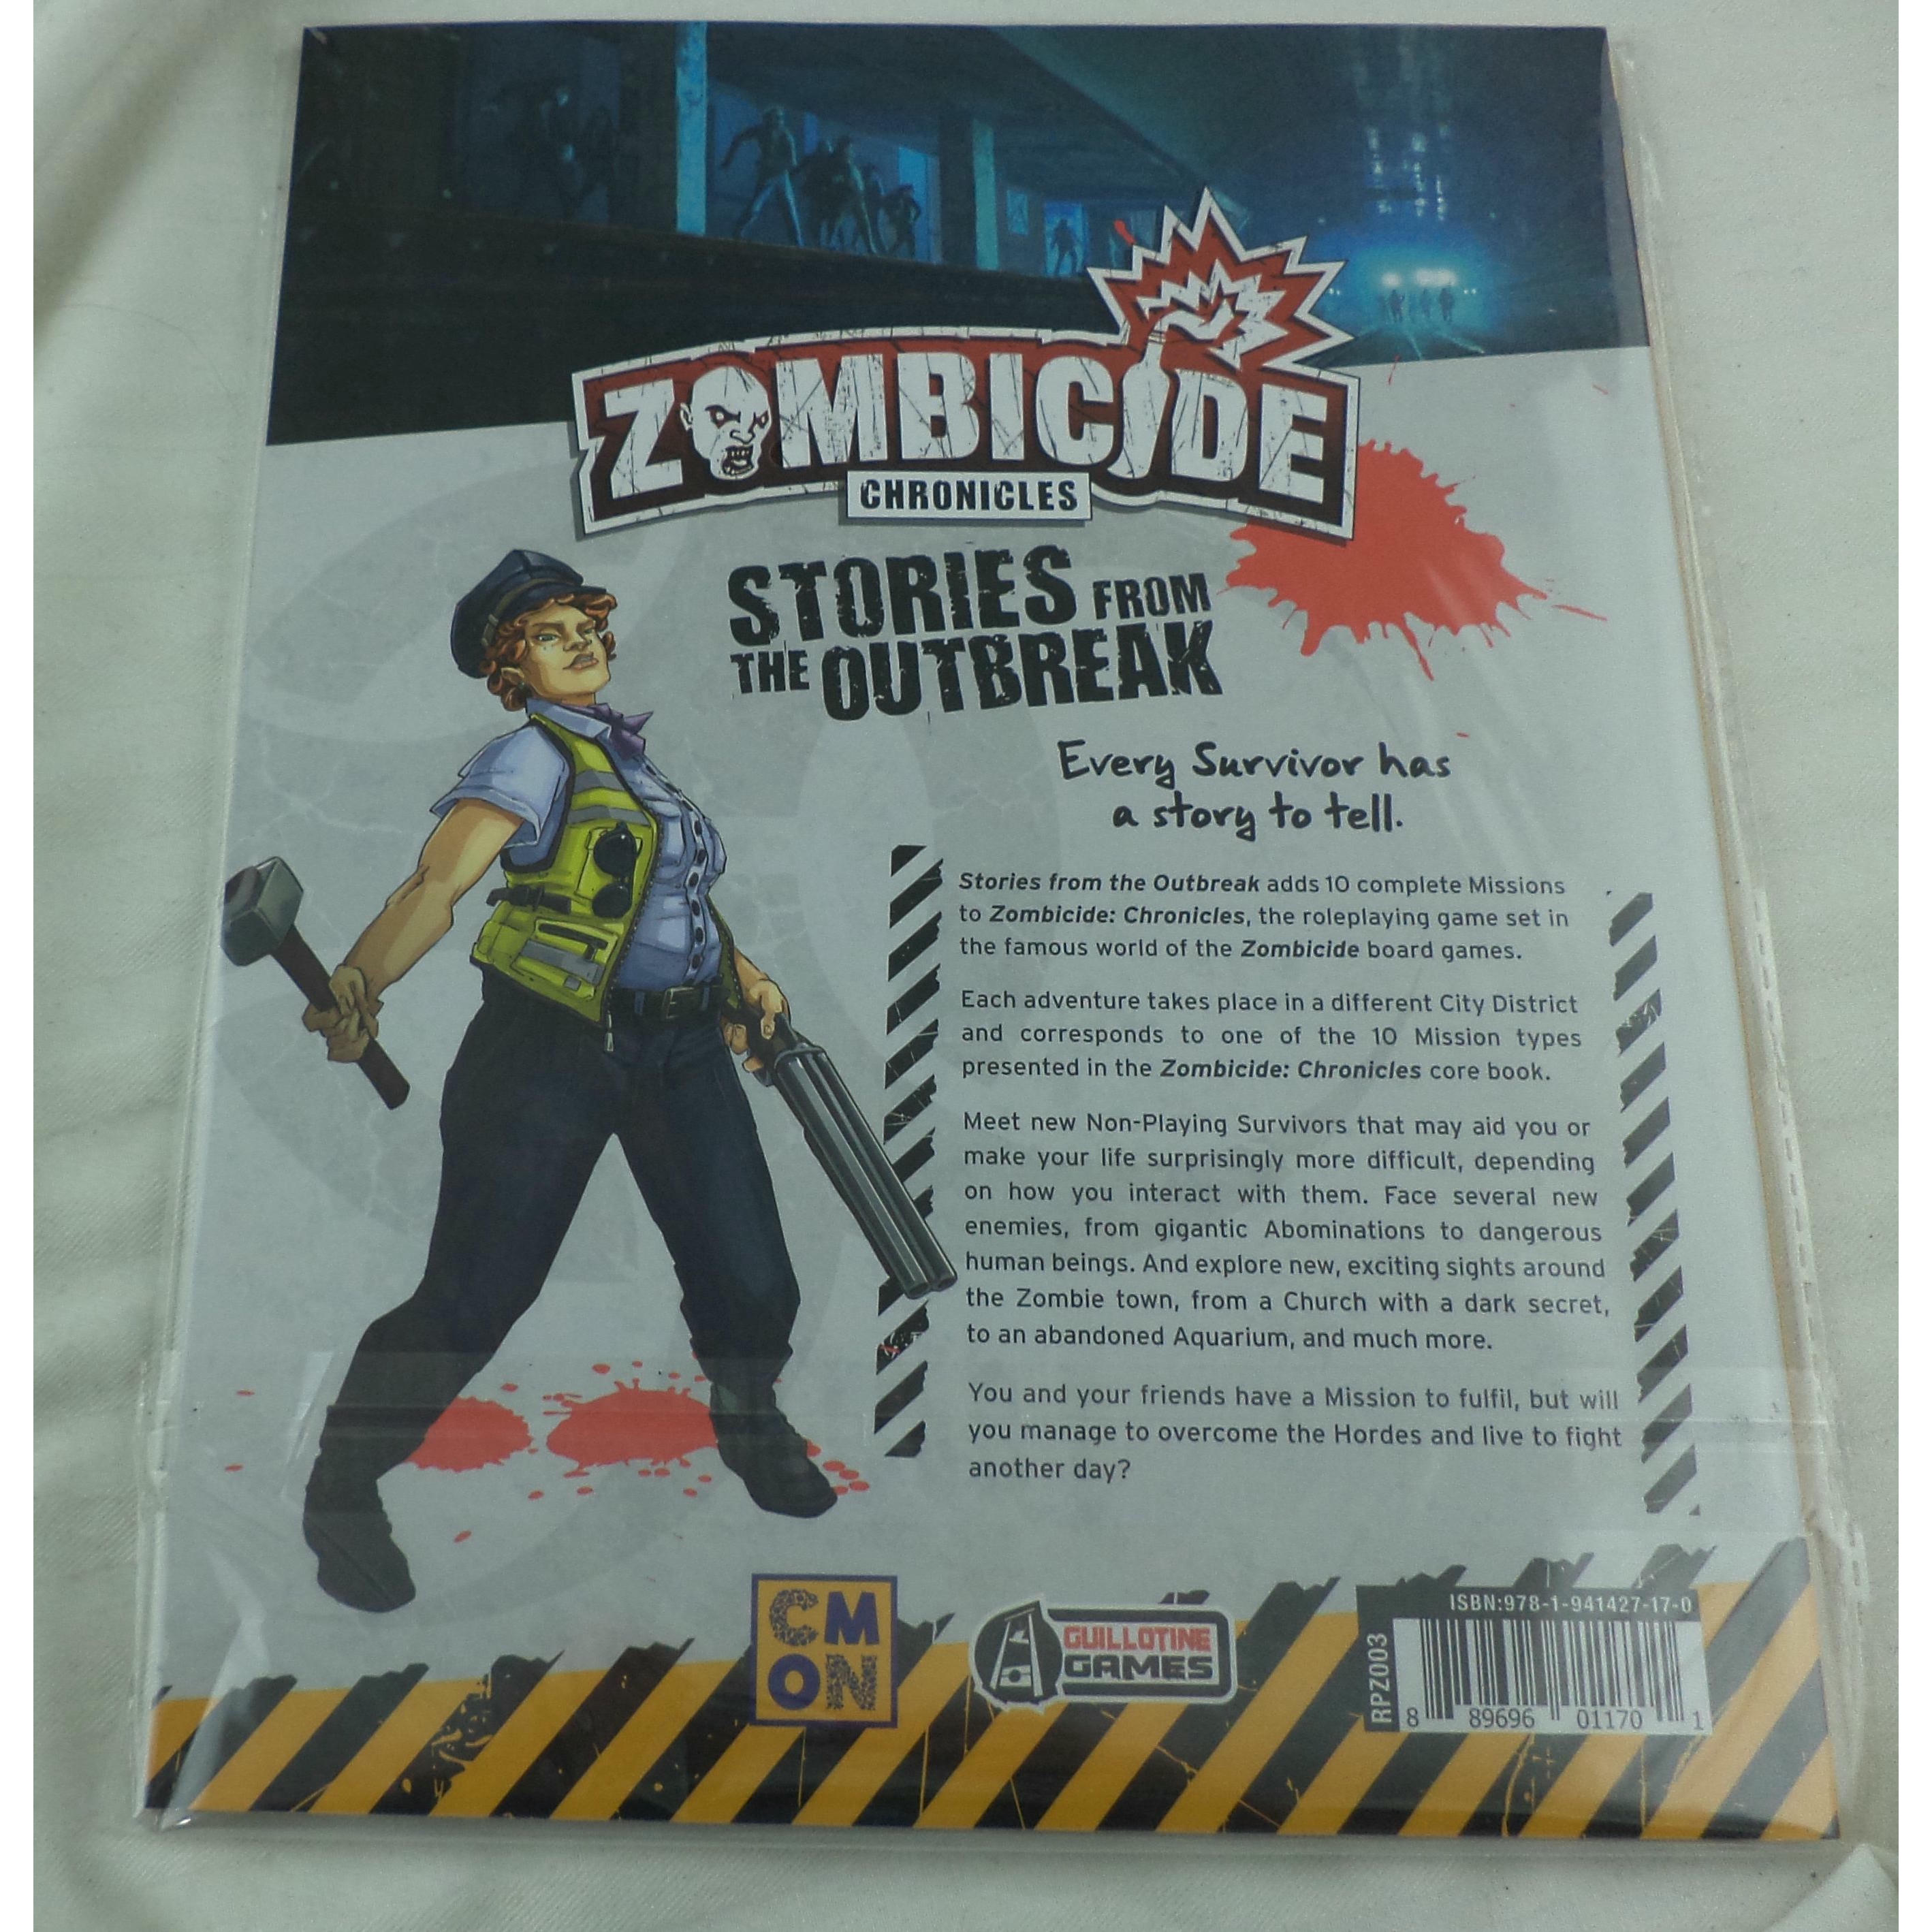 ZOMBICIDE
CHRONICLES
STORIES FROM
THE OUTBREAK
Every Survivor has
a story to tell.
Stories from the Outbreak adds 10 complete Missions
to Zombicide: Chronicles, the roleplaying game set in
the famous world of the Zombicide board games.
Each adventure takes place in a different City District
and corresponds to one of the 10 Mission types
presented in the Zombicide: Chronicles core book.
Meet new Non-Playing Survivors that may aid you or
make your life surprisingly more difficult, depending
on how you interact with them. Face several new
enemies, from gigantic Abominations to dangerous
human beings. And explore new, exciting sights around
the Zombie town, from a Church with a dark secret,
to an abandoned Aquarium, and much more.
You and your friends have a Mission to fulfil, but will
you manage to overcome the Hordes and live to fight
another day?
CM
ON
GUILLOTINE
GAMES
ISBN:978-1-941427-17-0
RPZ003
8 89696 01170 1